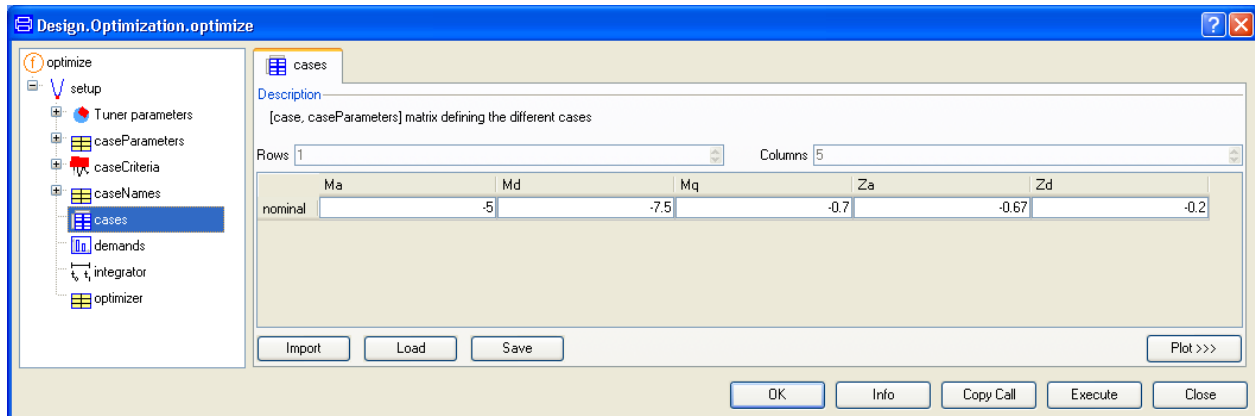 Design.Optimization.optimize
optimize
setup
Tuner parameters
caseParameters
caseCriteria
caseNames
cases
demands
integrator
optimizer
cases
Description
[case, caseParameters] matrix defining the different cases
Rows 1 Columns 5
Ma Md Mq Za Zd
nominal -5 -7.5 -0.7 -0.67 -0.2
Import Load Save Plot >>>
OK Info Copy Call Execute Close